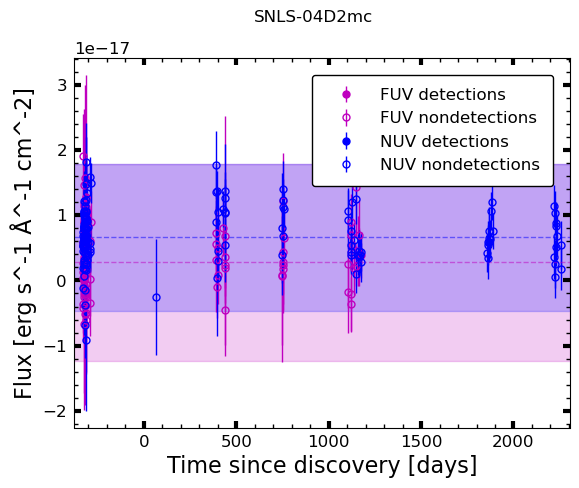 SNLS-04D2mc
1e−17
FUV detections
FUV nondetections
NUV detections
NUV nondetections
3
2
1
0
−1
−2
Flux [erg s^-1 Å^-1 cm^-2]
0
500
1000
1500
2000
Time since discovery [days]